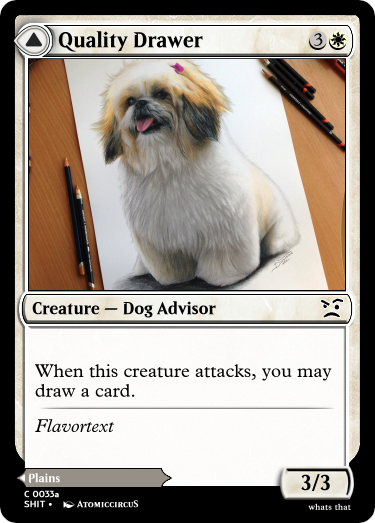 Quality Drawer 3
Creature — Dog Advisor
When this creature attacks, you may
draw a card.
Flavortext
Plains
3/3
C 0033a
SHIT • ATOMICCIRCUS
whats that